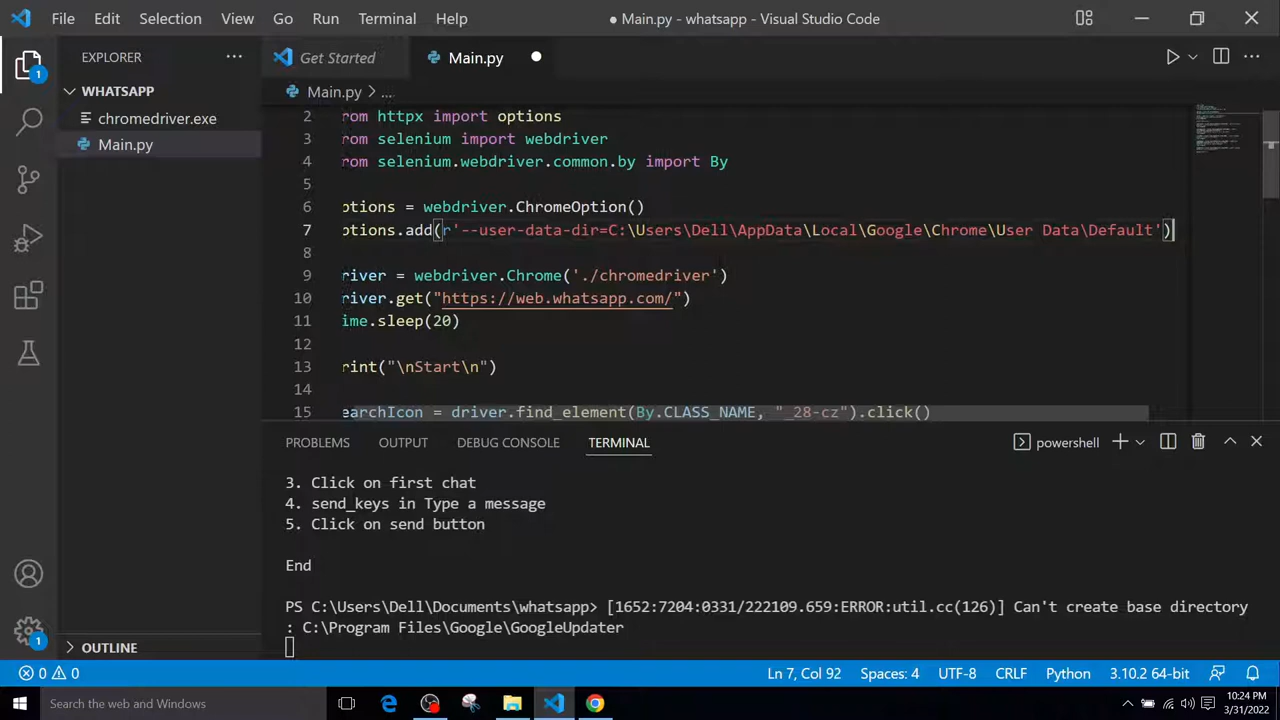 File Edit Selection View Go Run Terminal Help ● Main.py - whatsapp - Visual Studio Code
EXPLORER ··· Get Started Main.py
WHATSAPP
chromedriver.exe
Main.py
Main.py > ...
2 rom httpx import options
3 rom selenium import webdriver
4 rom selenium.webdriver.common.by import By
5
6 ptions = webdriver.ChromeOption()
7 ptions.add(r'--user-data-dir=C:\Users\Dell\AppData\Local\Google\Chrome\User Data\Default')
8
9 river = webdriver.Chrome('./chromedriver')
10 river.get("https://web.whatsapp.com/")
11 ime.sleep(20)
12
13 rint("\nStart\n")
14
15 earchIcon = driver.find_element(By.CLASS_NAME, "_28-cz").click()
PROBLEMS OUTPUT DEBUG CONSOLE TERMINAL powershell
3. Click on first chat
4. send_keys in Type a message
5. Click on send button
End
PS C:\Users\Dell\Documents\whatsapp> [1652:7204:0331/222109.659:ERROR:util.cc(126)] Can't create base directory
: C:\Program Files\Google\GoogleUpdater
1
1
OUTLINE
0 0 Ln 7, Col 92 Spaces: 4 UTF-8 CRLF Python 3.10.2 64-bit
Search the web and Windows
10:24 PM
3/31/2022